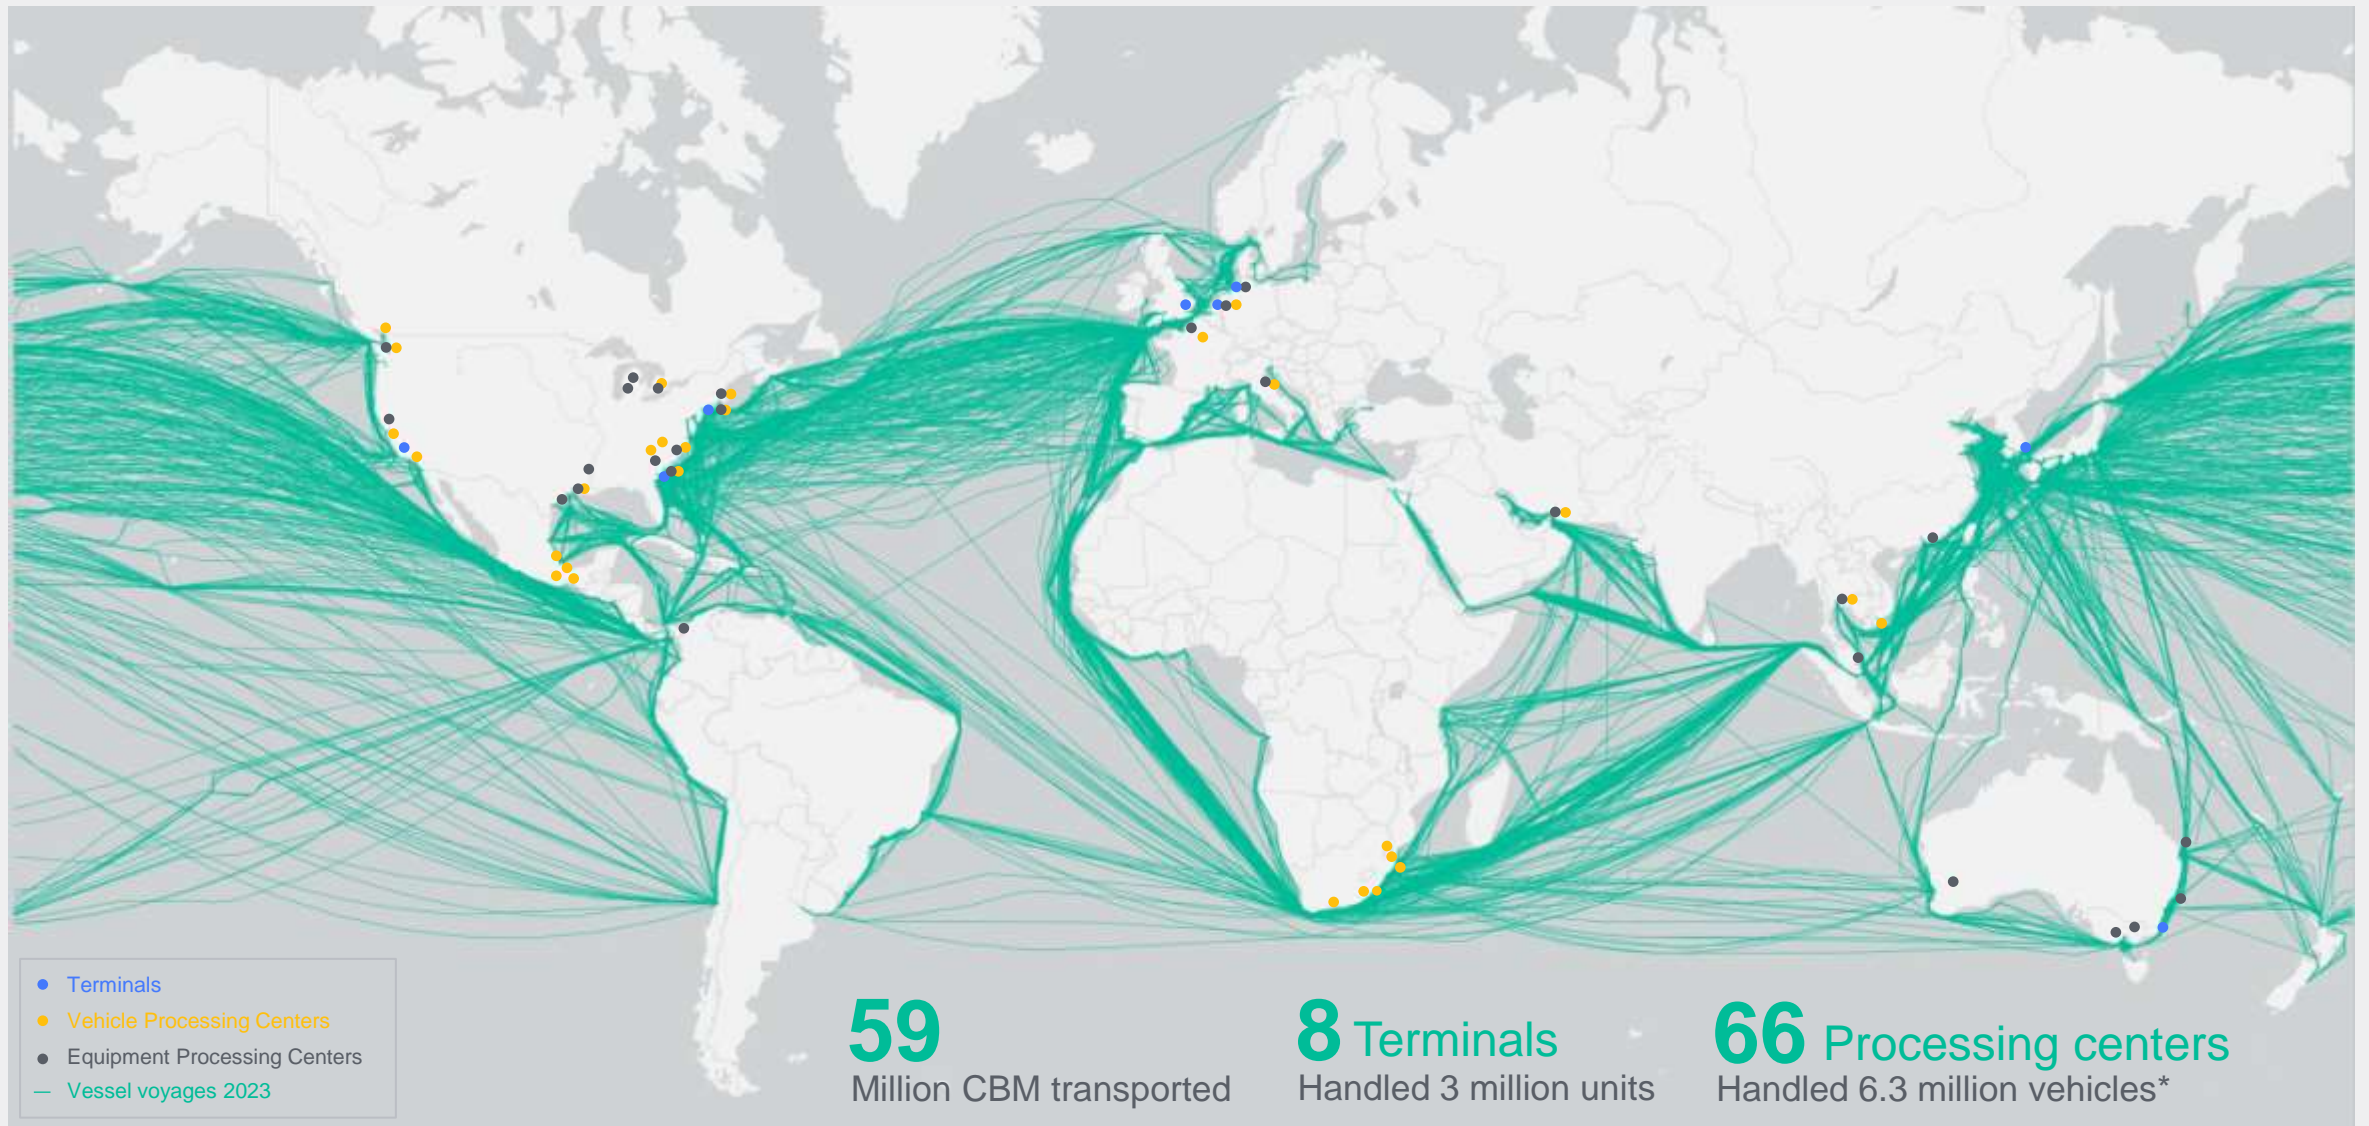 Terminals
Vehicle Processing Centers
Equipment Processing Centers
Vessel voyages 2023
59
Million CBM transported
8 Terminals
Handled 3 million units
66 Processing centers
Handled 6.3 million vehicles*